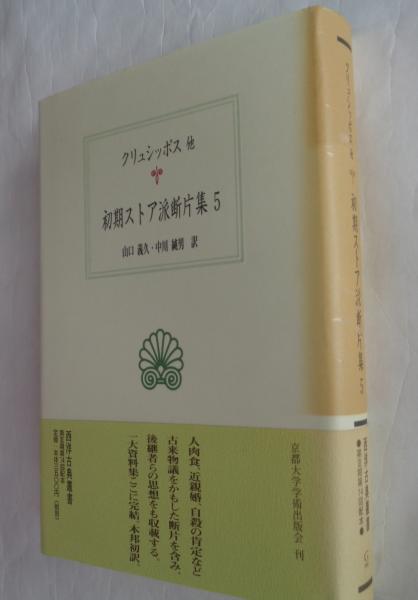 クリュシッポス 他
初期ストア派断片集 5
山口 義久・中川 純男 訳
京都大学学術出版会 刊
人肉食、近親婚、自殺の肯定など
古来物議をかもした断片を含み、
後継者らの思想をも収載する。
一大資料集ここに完結。本邦初訳。
西洋古典叢書
クリュシッポス 他
初期ストア派断片集 5
西洋古典叢書